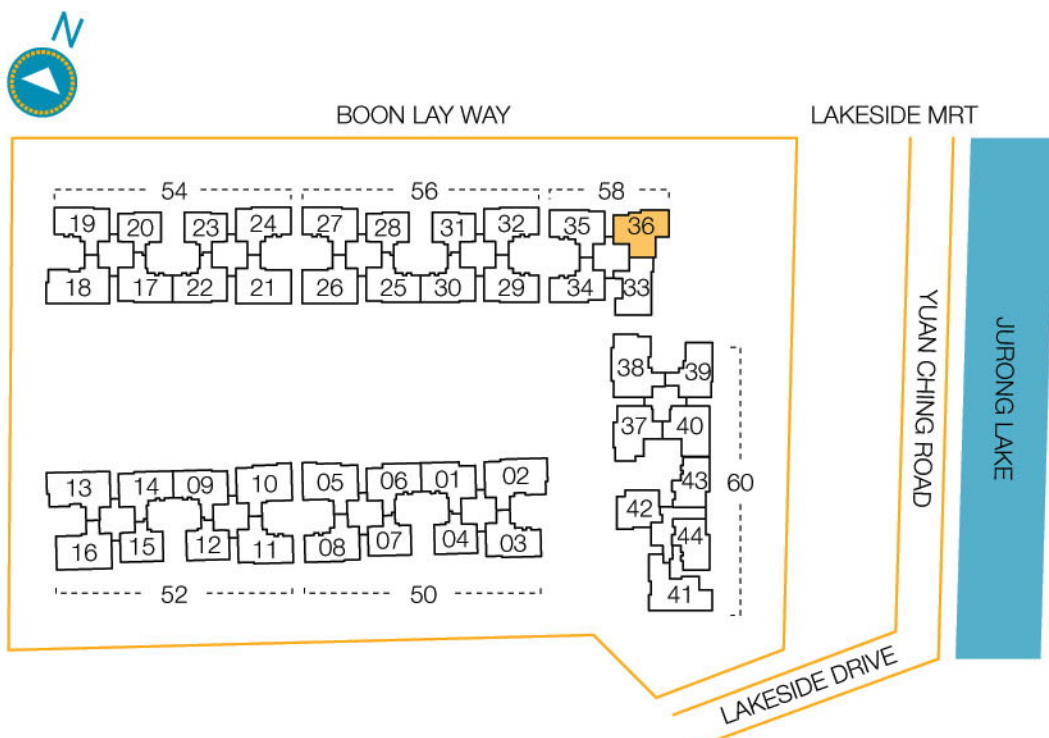 N
BOON LAY WAY
LAKESIDE MRT
54
56
58
19 20 23 24 27 28 31 32 35 36
18 17 22 21 26 25 30 29 34 33
38 39
37 40
YUAN CHING ROAD
JURONG LAKE
13 14 09 10 05 06 01 02
43
60
42
16 15 12 11 08 07 04 03
44
41
52
50
LAKESIDE DRIVE